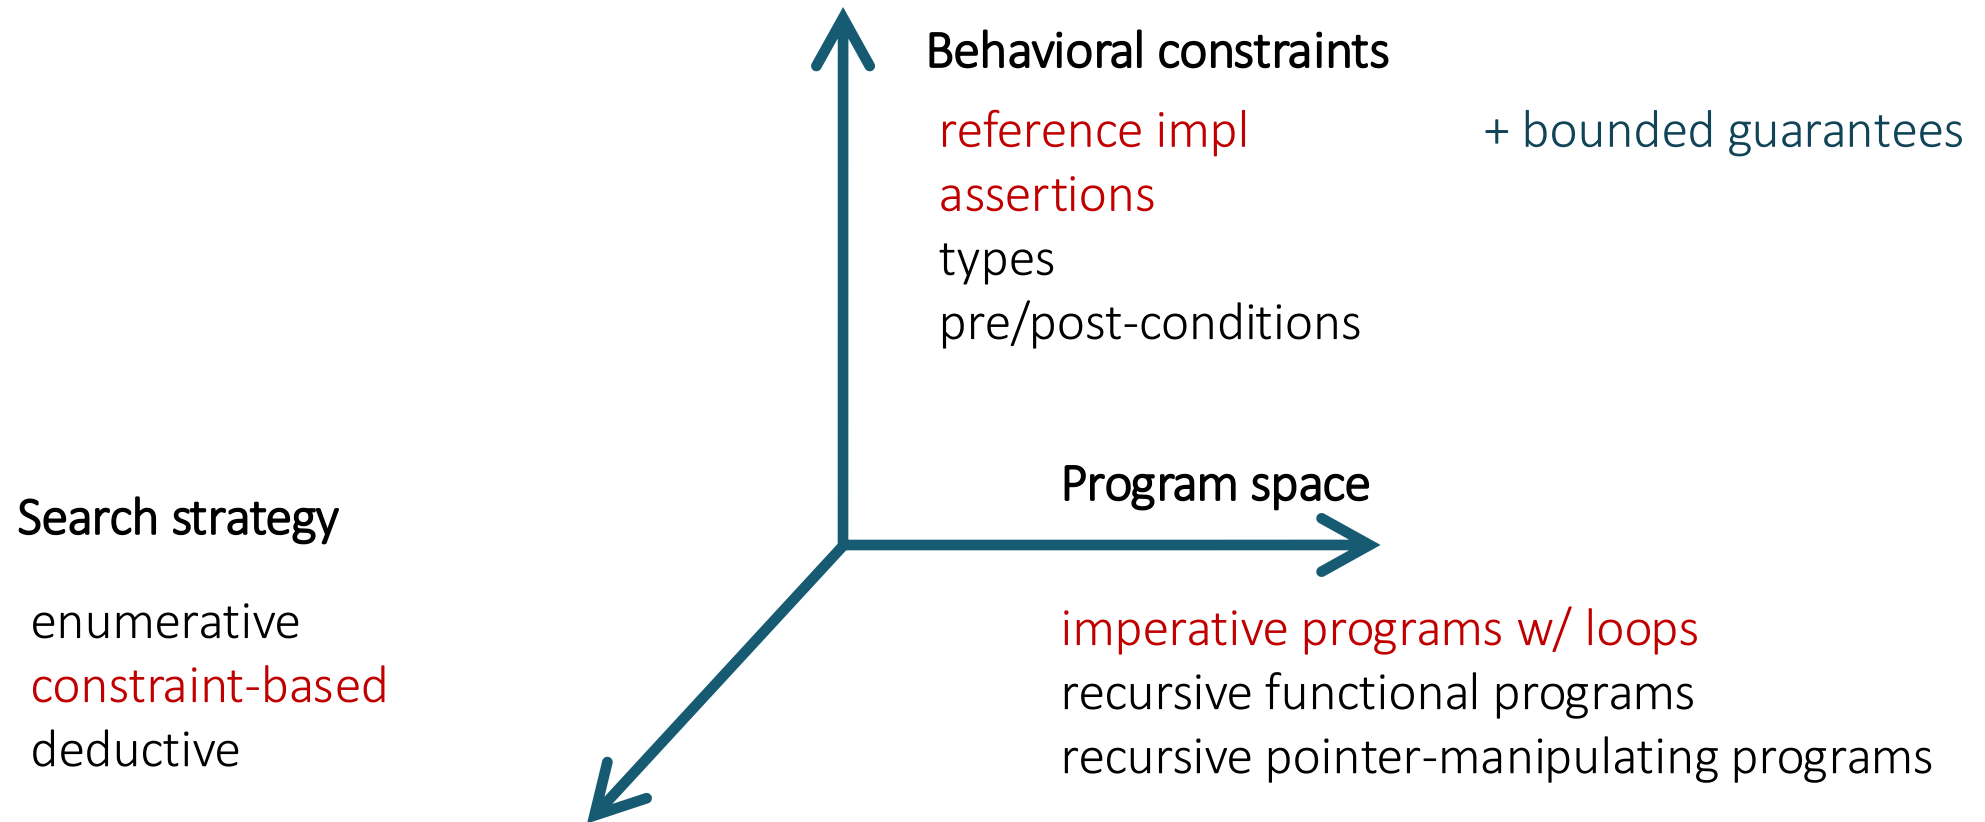 Behavioral constraints
reference impl + bounded guarantees
assertions
types
pre/post-conditions
Program space
imperative programs w/ loops
recursive functional programs
recursive pointer-manipulating programs
Search strategy
enumerative
constraint-based
deductive